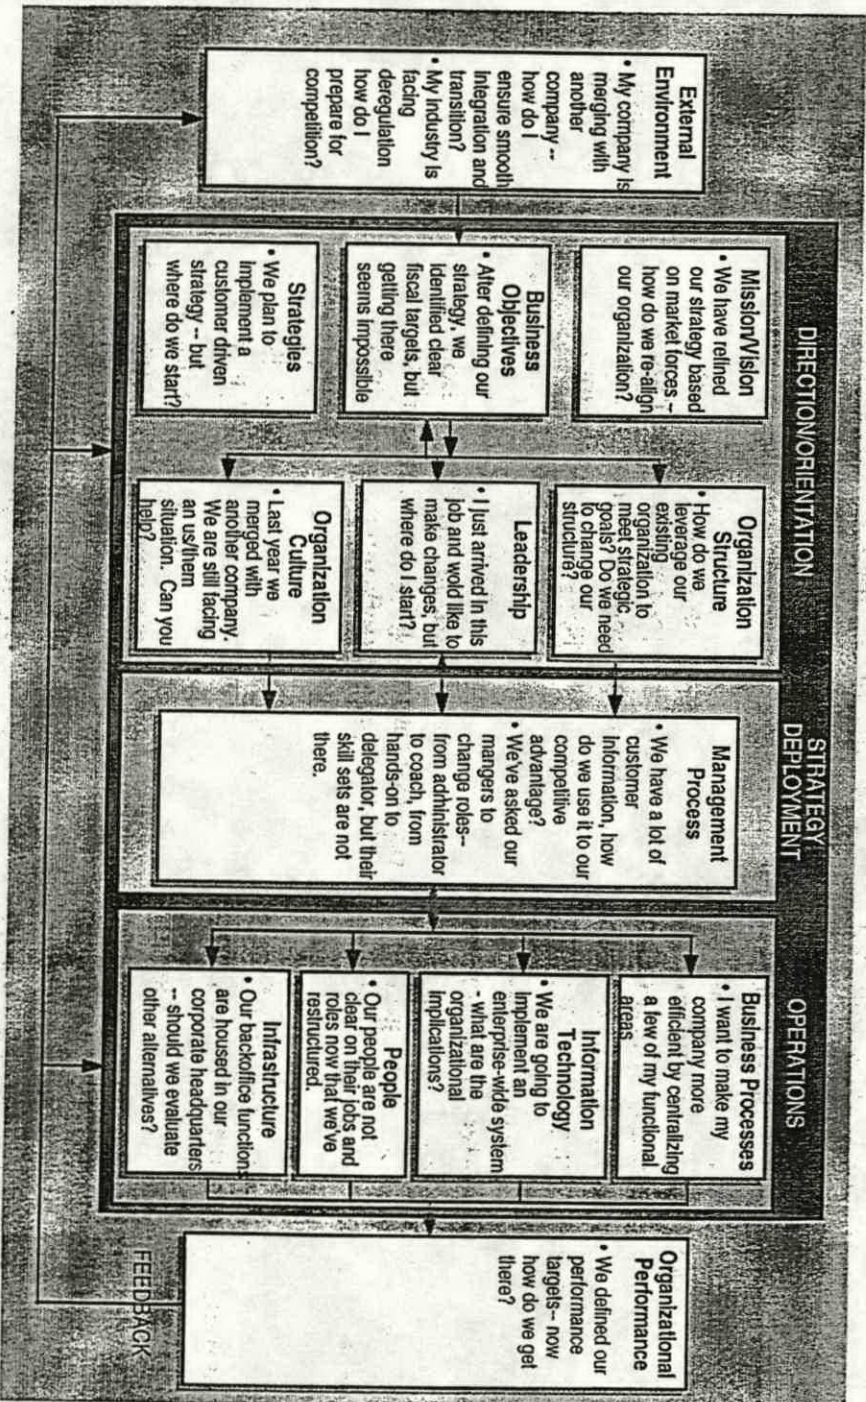 DIRECTION/ORIENTATION
STRATEGY
DEPLOYMENT
OPERATIONS
External
Environment
• My company is
merging with
another
company --
how do I
ensure smooth
integration and
transition?
• My industry is
facing
deregulation
how do I
prepare for
competition?
Mission/Vision
• We have refined
our strategy based
on market forces --
how do we re-align
our organization?
Business
Objectives
• After defining our
strategy, we
identified clear
fiscal targets, but
getting there
seems impossible
Strategies
• We plan to
implement a
customer driven
strategy -- but
where do we start?
Organization
Structure
• How do we
leverage our
existing
organization to
meet strategic
goals? Do we need
to change our
structure?
Leadership
• I just arrived in this
job and wold like to
make changes, but
where do I start?
Organization
Culture
• Last year we
merged with
another company.
We are still facing
an us/them
situation. Can you
help?
Management
Process
• We have a lot of
customer
information, how
do we use it to our
competitive
advantage?
• We've asked our
mangers to
change roles--
from administrator
to coach, from
hands-on to
delegator, but their
skill sets are not
there.
Business Processes
• I want to make my
company more
efficient by centralizing
a few of my functional
areas
Information
Technology
• We are going to
implement an
enterprise-wide system
- what are the
organizational
implications?
People
• Our people are not
clear on their jobs and
roles now that we've
restructured.
Infrastructure
• Our backoffice functions
are housed in our
corporate headquarters
-- should we evaluate
other alternatives?
Organizational
Performance
• We defined our
performance
targets-- now
how do we get
there?
FEEDBACK